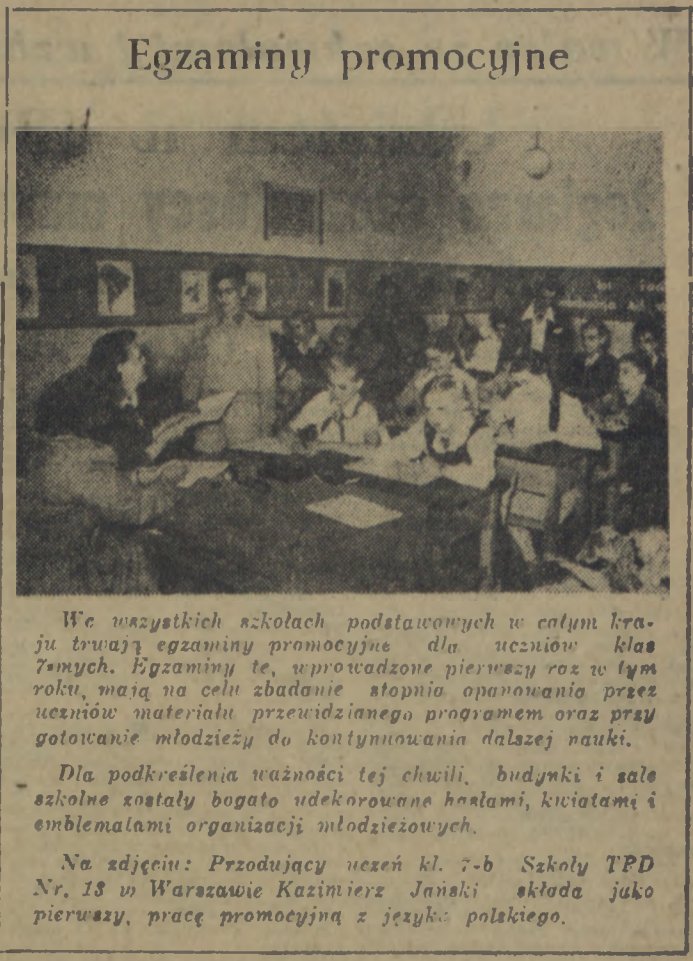 Egzaminy promocyjne
We wszystkich szkołach podstawowych w całym kra-
ju trwają egzaminy promocyjne dla uczniów klas
7-mych. Egzaminy te, wprowadzone pierwszy raz w tym
roku, mają na celu zbadanie stopnia opanowania przez
uczniów materiału przewidzianego programem oraz przy
gotowanie młodzieży do kontynuowania dalszej nauki.
Dla podkreślenia ważności tej chwili, budynki i sale
szkolne zostały bogato udekorowane hasłami, kwiatami i
emblematami organizacji młodzieżowych.
Na zdjęciu: Przodujący uczeń kl. 7-b Szkoły TPD
Nr. 13 w Warszawie Kazimierz Jański składa jako
pierwszy, pracę promocyjną z języka polskiego.